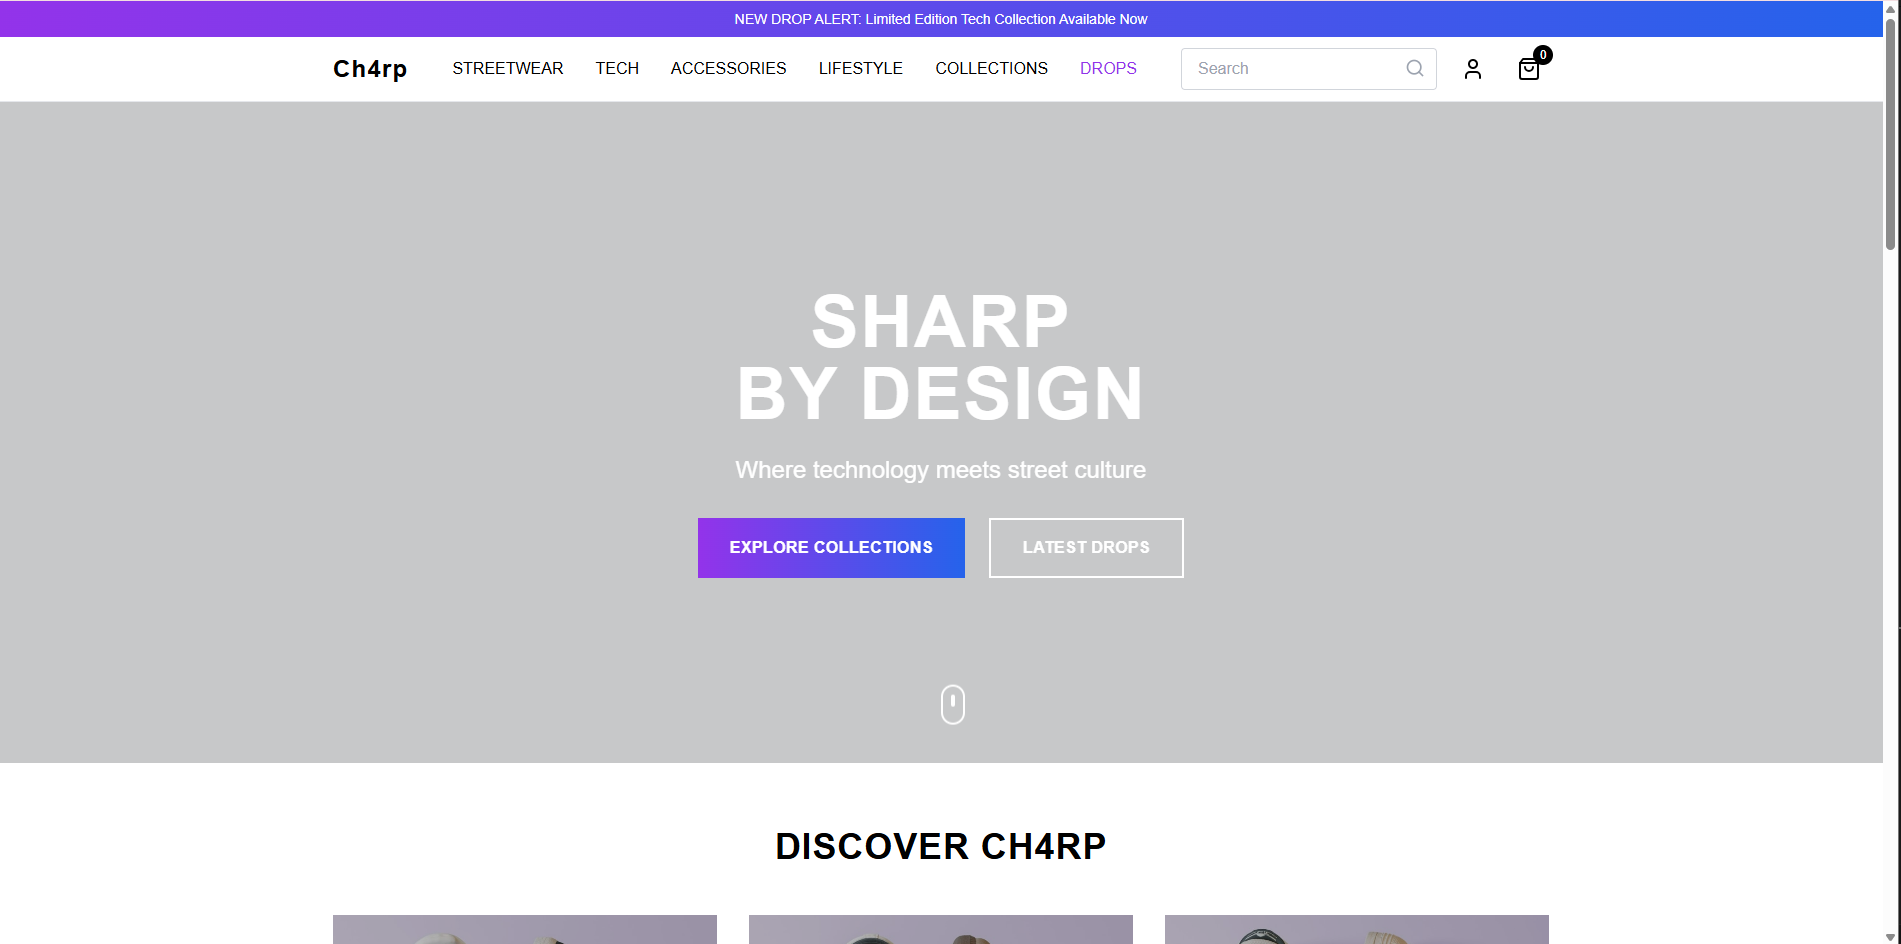 NEW DROP ALERT: Limited Edition Tech Collection Available Now
Ch4rp STREETWEAR TECH ACCESSORIES LIFESTYLE COLLECTIONS DROPS Search 0
SHARP
BY DESIGN
Where technology meets street culture
EXPLORE COLLECTIONS LATEST DROPS
DISCOVER CH4RP